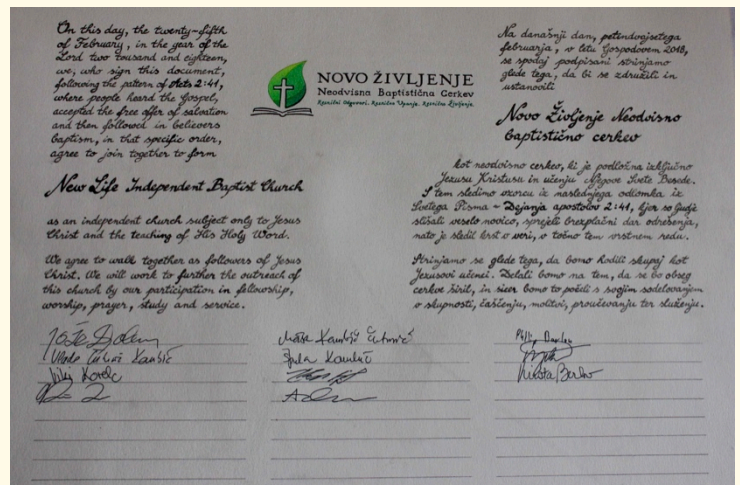 On this day, the twenty-fifth
of February, in the year of the
Lord two tousand and eighteen,
we, who sign this document,
following the pattern of Acts 2:41,
where people heard the Gospel,
accepted the free offer of salvation
and then followed in believers
baptism, in that specific order,
agree to join together to form
New Life Independent Baptist Church
as an independent church subject only to Jesus
Christ and the teaching of His Holy Word.
We agree to walk together as followers of Jesus
Christ. We will work to further the outreach of
this church by our participation in fellowship,
worship, prayer, study and service.
NOVO ŽIVLJENJE
Neodvisna Baptistična Cerkev
Resnični Odgovori. Resnično Upanje. Resnično Življenje.
Na današnji dan, petindvajsetega
februarja, v letu Gospodovem 2018,
se spodaj podpisani strinjamo
glede tega, da bi se združili in
ustanovili
Novo Življenje Neodvisno
baptistično cerkev
kot neodvisno cerkev, ki je podložna izključno
Jezusu Kristusu in učenju Njegove Svete Besede.
S tem sledimo vzorcu iz naslednjega odlomka iz
Svetega Pisma - Dejanja apostolov 2:41, kjer so ljudje
slišali veselo novico, sprejeli brezplačni dar odrešenja,
nato je sledil krst v veri, v točno tem vrstnem redu.
Strinjamo se glede tega, da bomo hodili skupaj kot
Jezusovi učenci. Delali bomo na tem, da se bo obseg
cerkve širil, in sicer bomo to počeli s svojim sodelovanjem
v skupnosti, čaščenju, molitvi, proučevanju ter služenju.